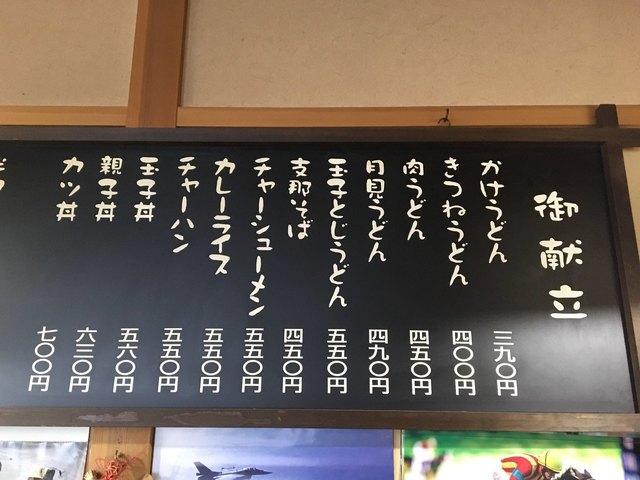 御献立
かけうどん 三九〇円
きつねうどん 四〇〇円
肉うどん 四五〇円
月見うどん 四九〇円
玉子とじうどん 五五〇円
支那そば 四五〇円
チャーシューメン 五五〇円
カレーライス 五五〇円
チャーハン 五五〇円
玉子丼 五六〇円
親子丼 六三〇円
カツ丼 七〇〇円